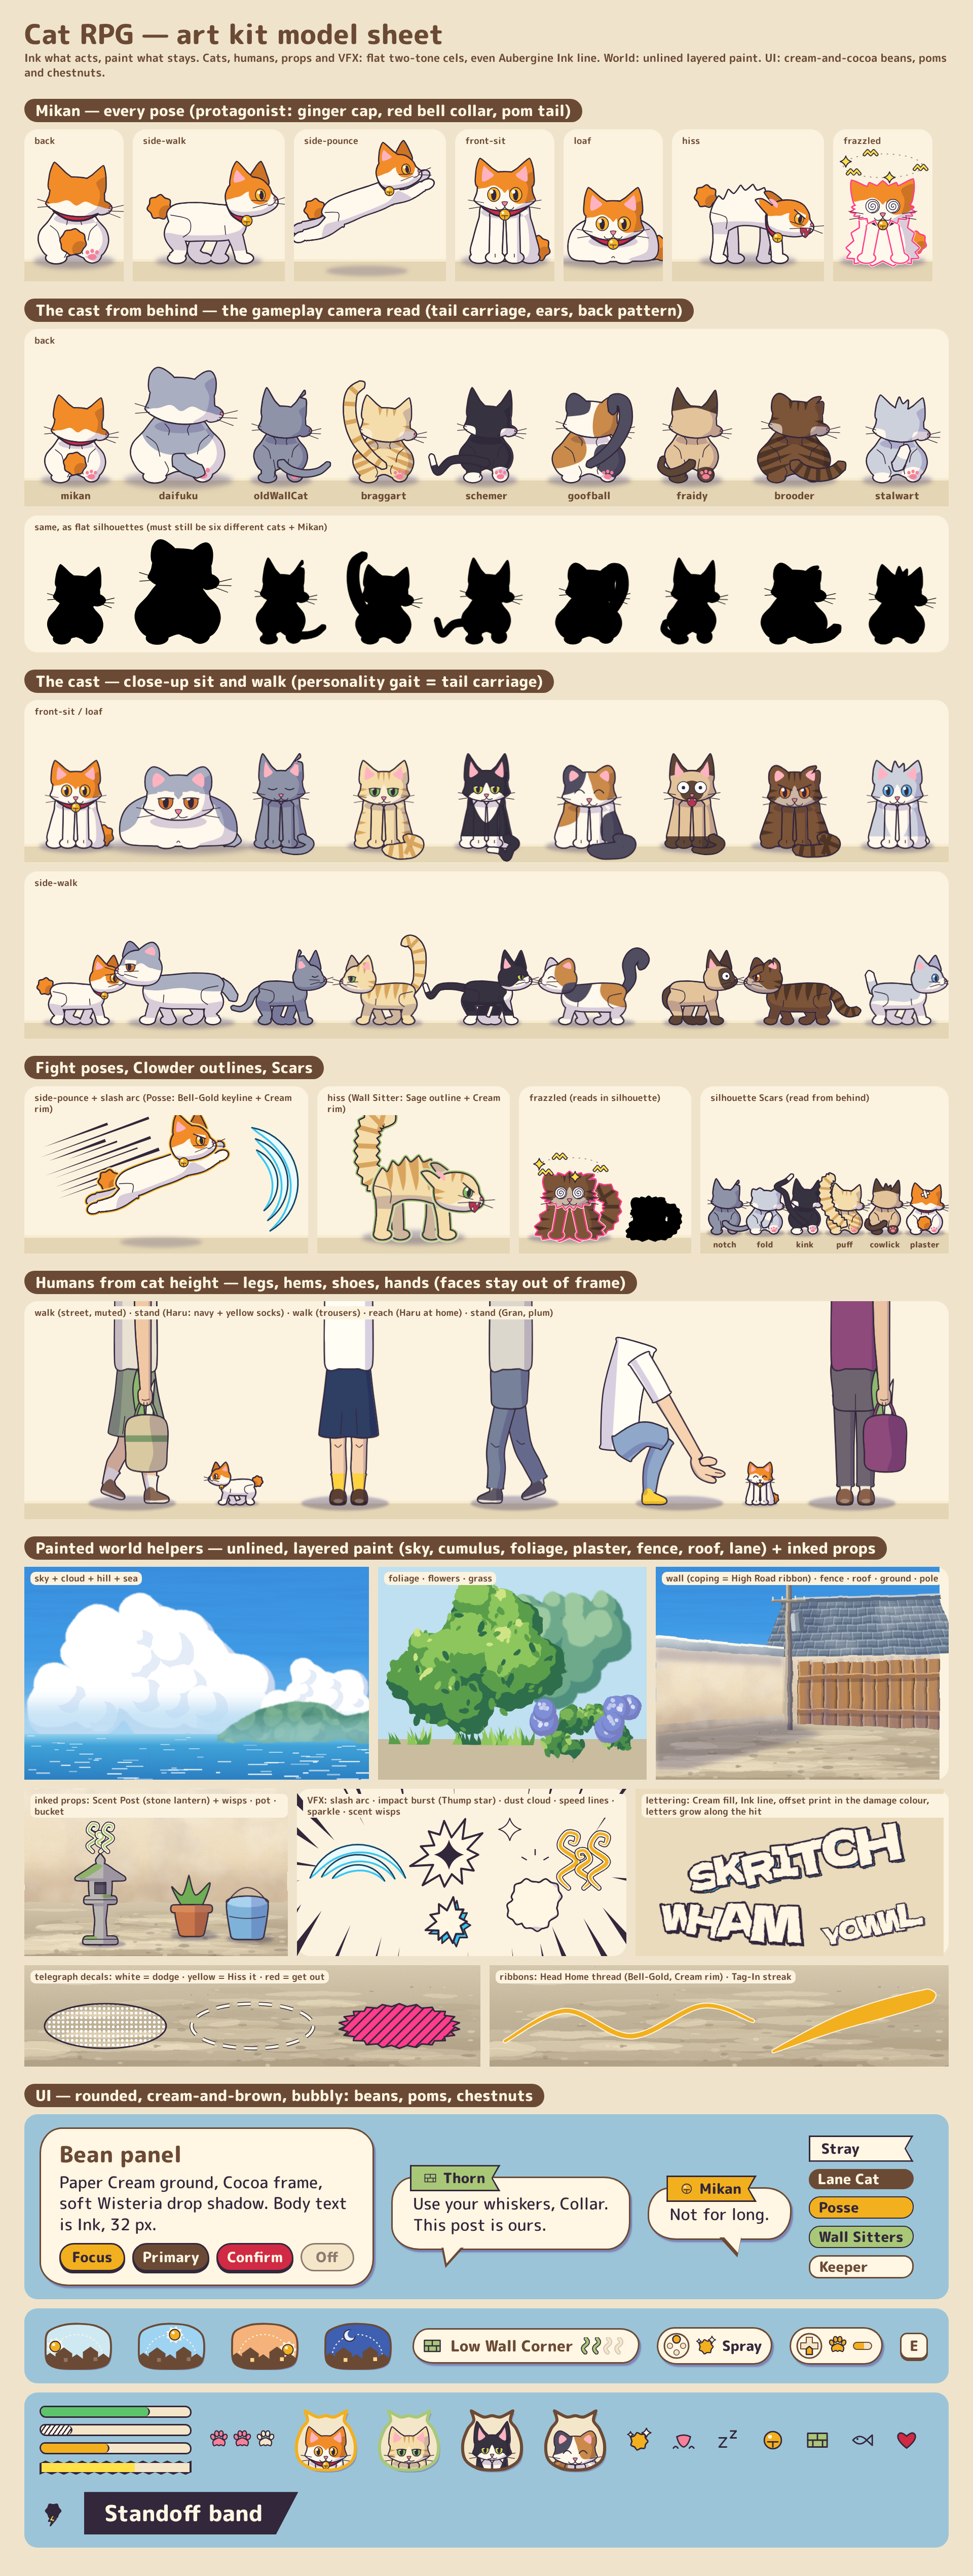 Cat RPG — art kit model sheet
Ink what acts, paint what stays. Cats, humans, props and VFX: flat two-tone cels, even Aubergine Ink line. World: unlined layered paint. UI: cream-and-cocoa beans, poms
and chestnuts.
Mikan — every pose (protagonist: ginger cap, red bell collar, pom tail)
back
side-walk
side-pounce
front-sit
loaf
hiss
frazzled
The cast from behind — the gameplay camera read (tail carriage, ears, back pattern)
back
mikan
daifuku
oldWallCat
braggart
schemer
goofball
fraidy
brooder
stalwart
same, as flat silhouettes (must still be six different cats + Mikan)
The cast — close-up sit and walk (personality gait = tail carriage)
front-sit / loaf
side-walk
Fight poses, Clowder outlines, Scars
side-pounce + slash arc (Posse: Bell-Gold keyline + Cream
rim)
hiss (Wall Sitter: Sage outline + Cream
rim)
frazzled (reads in silhouette)
silhouette Scars (read from behind)
notch
fold
kink
puff
cowlick
plaster
Humans from cat height — legs, hems, shoes, hands (faces stay out of frame)
walk (street, muted) · stand (Haru: navy + yellow socks) · walk (trousers) · reach (Haru at home) · stand (Gran, plum)
Painted world helpers — unlined, layered paint (sky, cumulus, foliage, plaster, fence, roof, lane) + inked props
sky + cloud + hill + sea
foliage · flowers · grass
wall (coping = High Road ribbon) · fence · roof · ground · pole
inked props: Scent Post (stone lantern) + wisps · pot ·
bucket
VFX: slash arc · impact burst (Thump star) · dust cloud · speed lines ·
sparkle · scent wisps
lettering: Cream fill, Ink line, offset print in the damage colour,
letters grow along the hit
SKRITCH
WHAM
YOWWL
telegraph decals: white = dodge · yellow = Hiss it · red = get out
ribbons: Head Home thread (Bell-Gold, Cream rim) · Tag-In streak
UI — rounded, cream-and-brown, bubbly: beans, poms, chestnuts
Bean panel
Paper Cream ground, Cocoa frame,
soft Wisteria drop shadow. Body text
is Ink, 32 px.
Focus
Primary
Confirm
Off
Thorn
Use your whiskers, Collar.
This post is ours.
Mikan
Not for long.
Stray
Lane Cat
Posse
Wall Sitters
Keeper
Low Wall Corner
Spray
E
zz
Standoff band